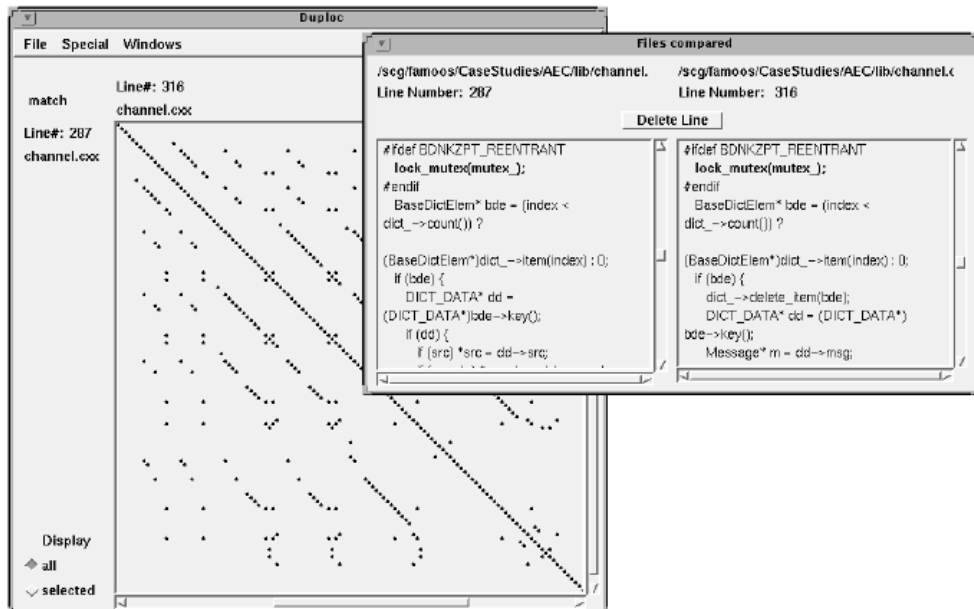 Duploc
File Special Windows
match
Line#: 316
channel.cxx
Line#: 287
channel.cxx
Display
all
selected
Files compared
/scg/famoos/CaseStudies/AEC/lib/channel.
Line Number: 287
/scg/famoos/CaseStudies/AEC/lib/channel.c
Line Number: 316
Delete Line
#ifdef BDNKZPT_REENTRANT
lock_mutex(mutex_);
#endif
BaseDictElem* bde = (index <
dict_->count()) ?
(BaseDictElem*)dict_->item(index) : 0;
if (bde) {
DICT_DATA* dd =
(DICT_DATA*)bde->key();
if (dd) {
if (src) *src = dd->src;
#ifdef BDNKZPT_REENTRANT
lock_mutex(mutex_);
#endif
BaseDictElem* bde = (index <
dict_->count()) ?
(BaseDictElem*)dict_->item(index) : 0;
if (bde) {
dict_->delete_item(bde);
DICT_DATA* dd = (DICT_DATA*)
bde->key();
Message* m = dd->msg;